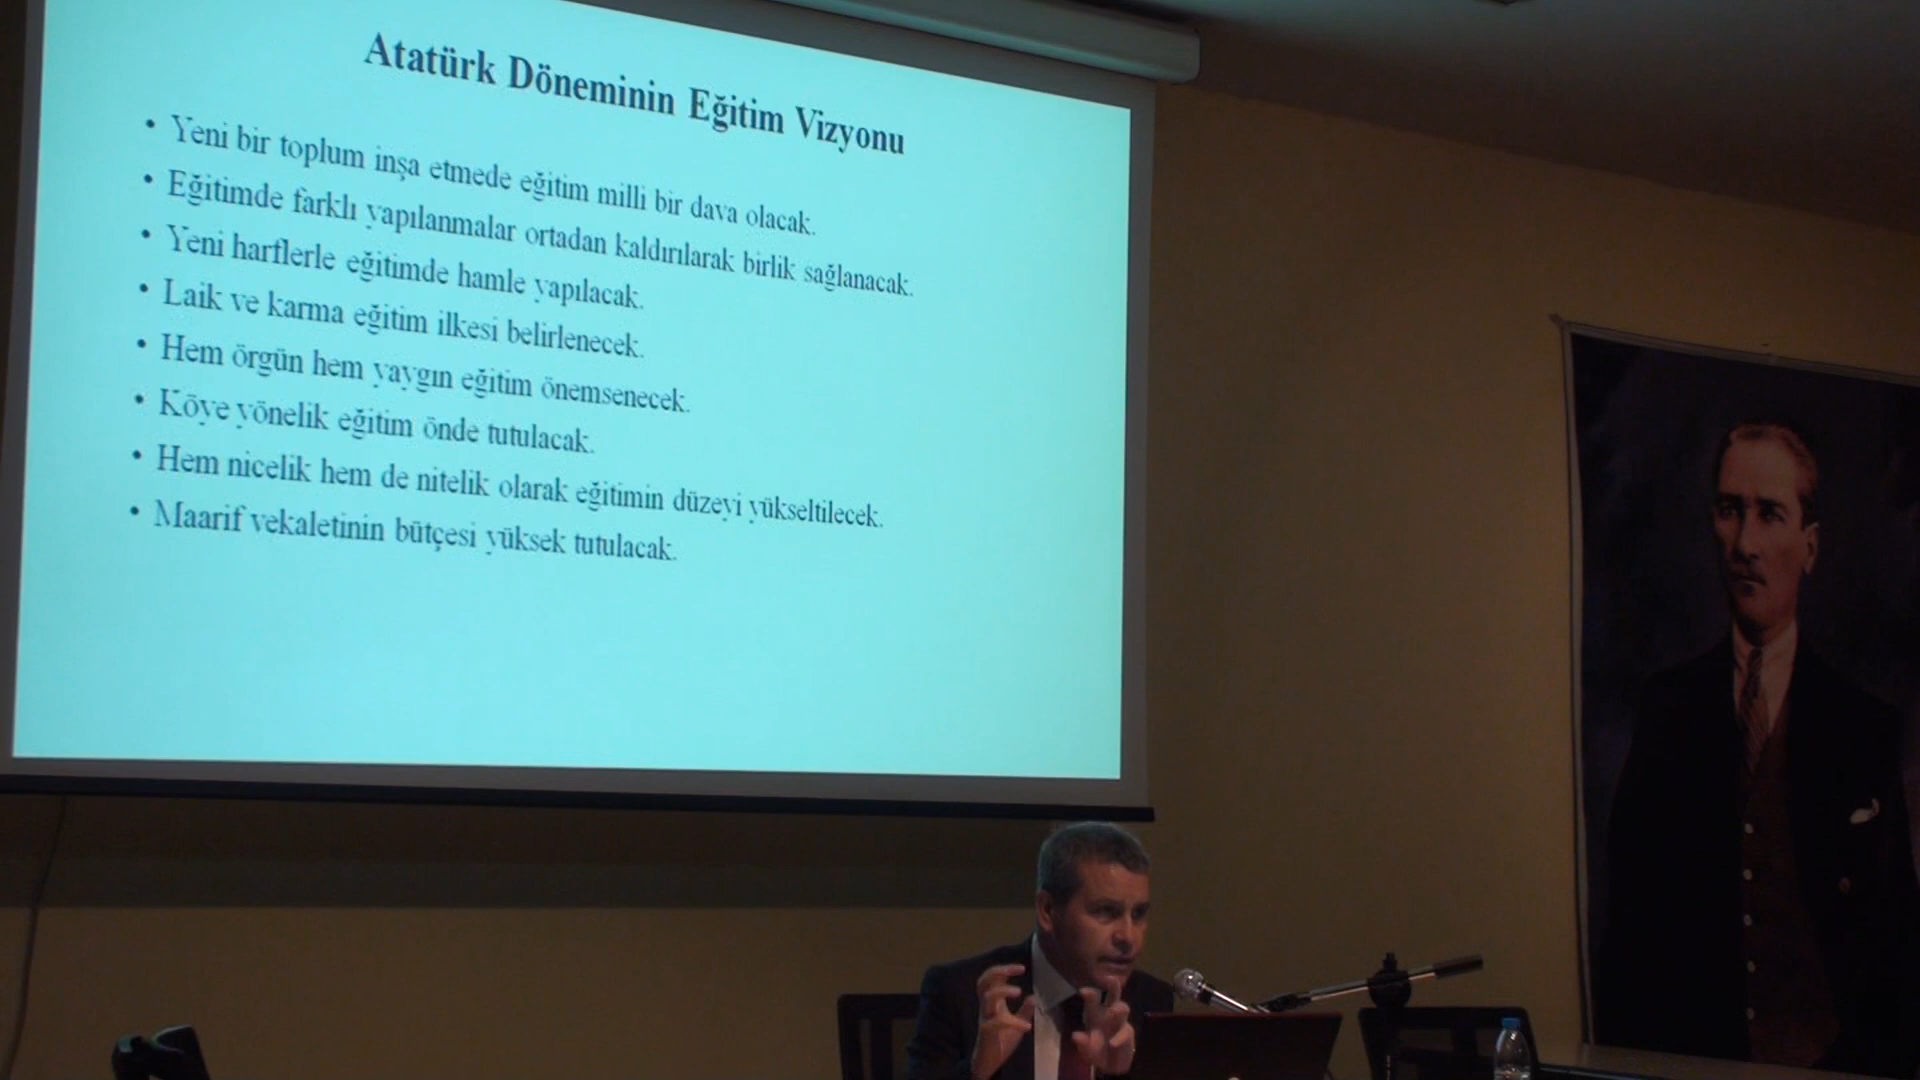 Atatürk Döneminin Eğitim Vizyonu
• Yeni bir toplum inşa etmede eğitim milli bir dava olacak.
• Eğitimde farklı yapılanmalar ortadan kaldırılarak birlik sağlanacak.
• Yeni harflerle eğitimde hamle yapılacak.
• Laik ve karma eğitim ilkesi belirlenecek.
• Hem örgün hem yaygın eğitim önemsenecek.
• Köye yönelik eğitim önde tutulacak.
• Hem nicelik hem de nitelik olarak eğitimin düzeyi yükseltilecek.
• Maarif vekaletinin bütçesi yüksek tutulacak.